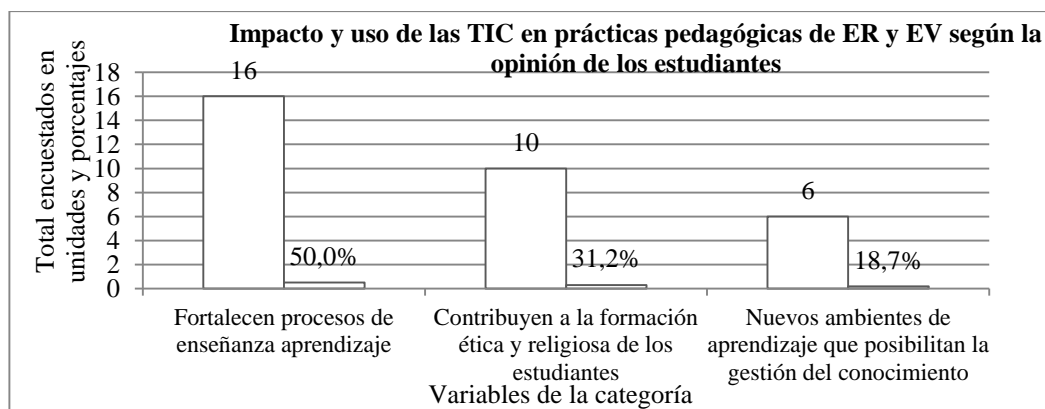 Impacto y uso de las TIC en prácticas pedagógicas de ER y EV según la
opinión de los estudiantes
Total encuestados en
unidades y porcentajes
18
16
14
12
10
8
6
4
2
0
16
50,0%
10
31,2%
6
18,7%
Fortalecen procesos de
enseñanza aprendizaje
Contribuyen a la formación
ética y religiosa de los
estudiantes
Nuevos ambientes de
aprendizaje que posibilitan la
gestión del conocimiento
Variables de la categoría